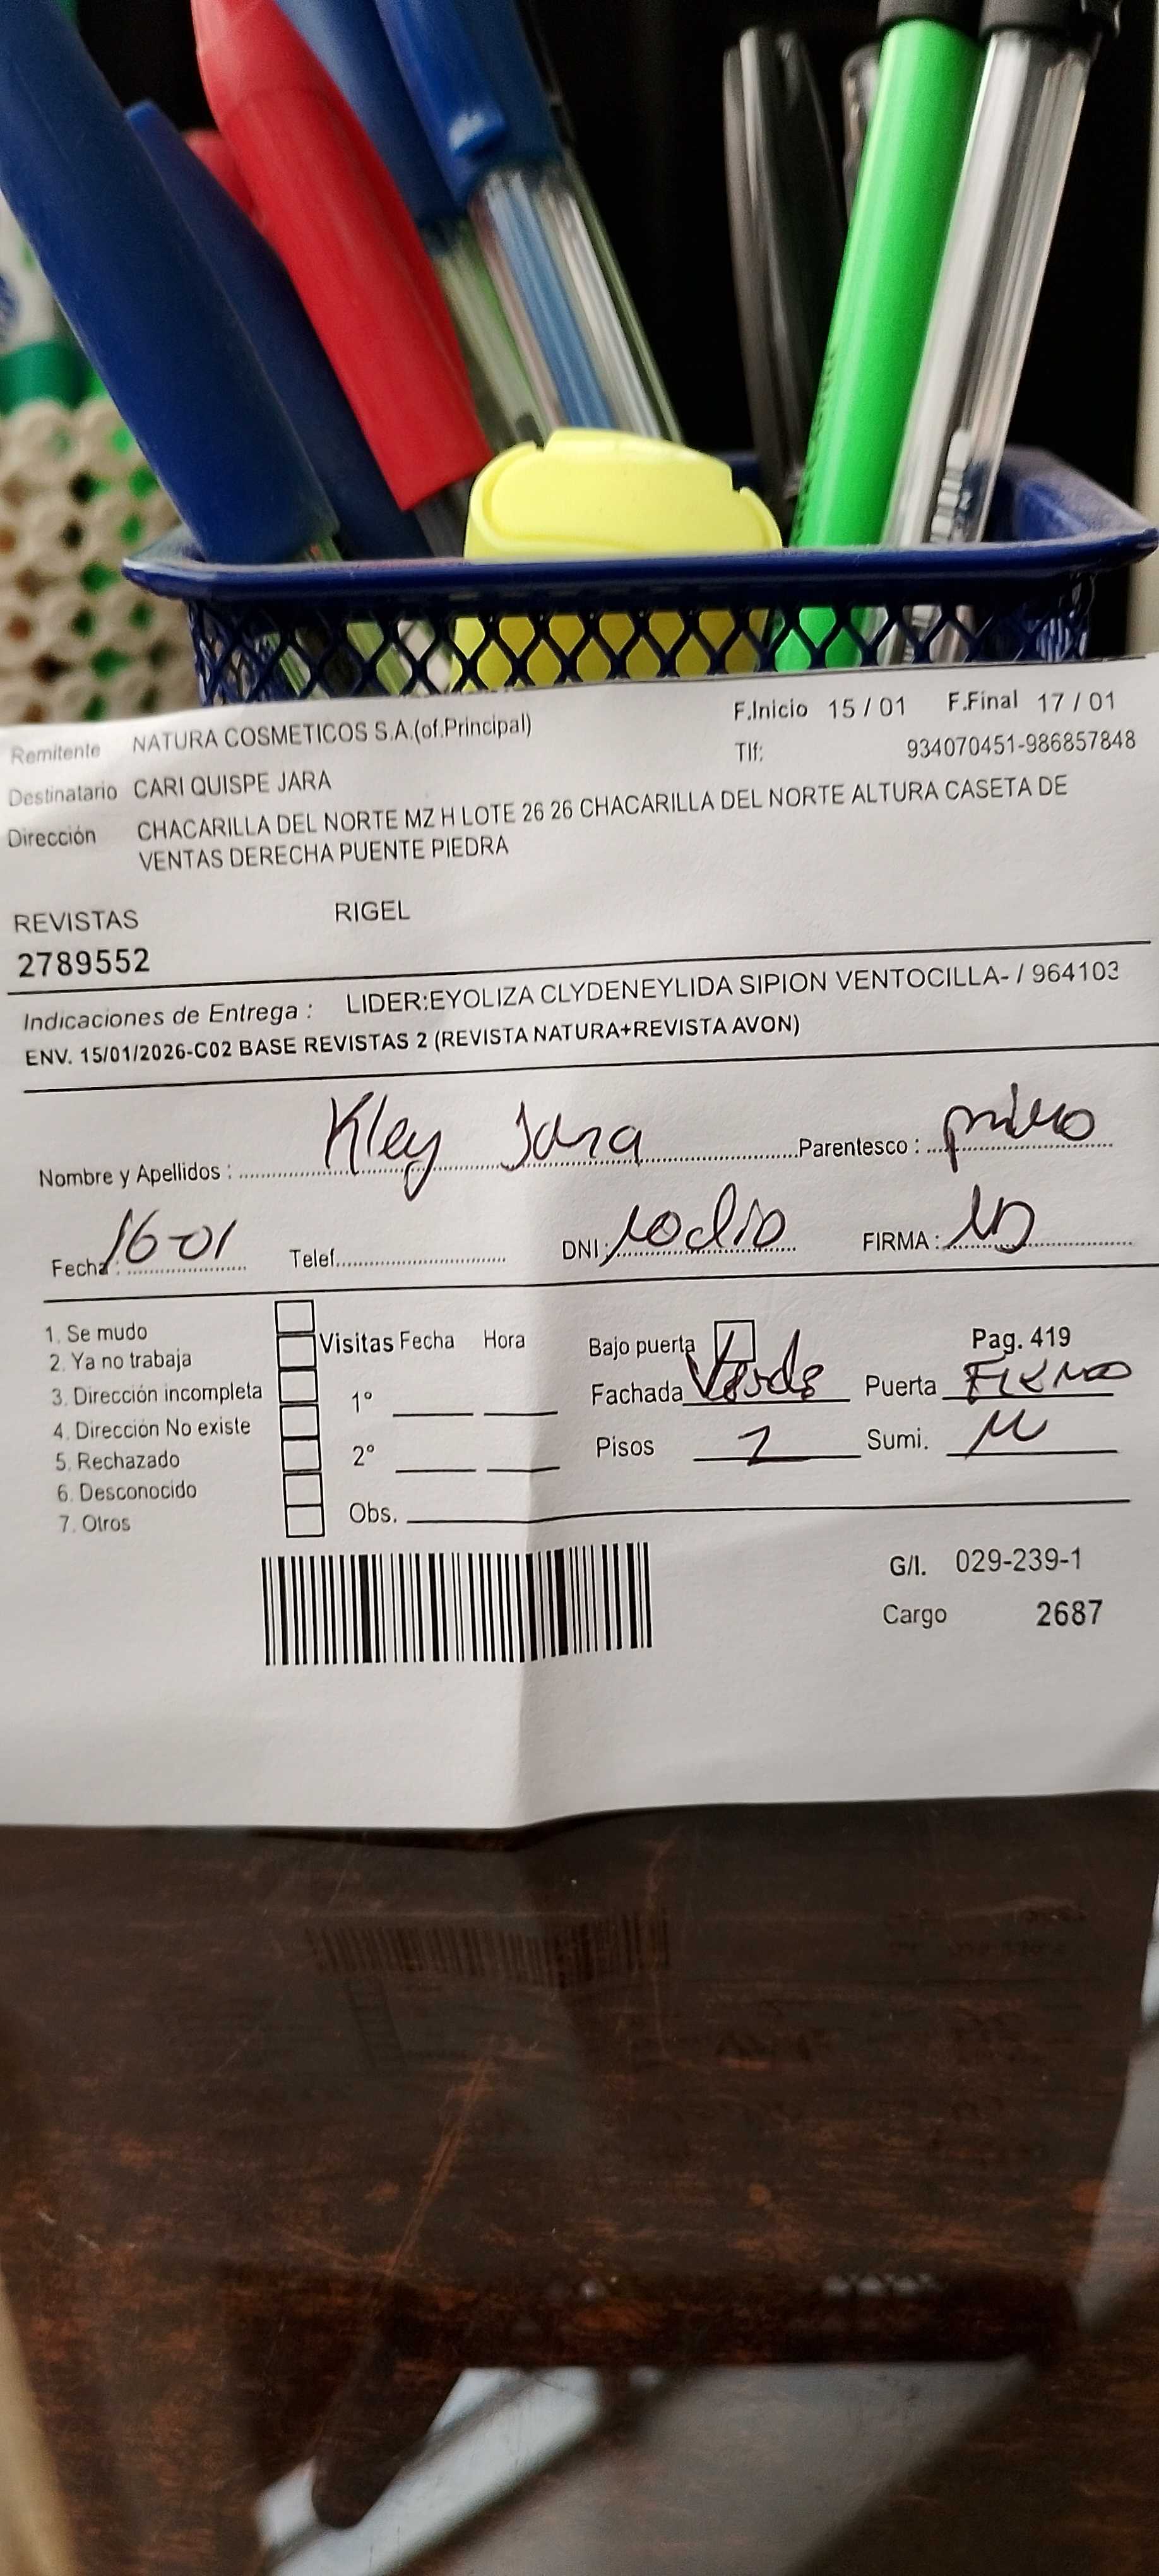 Remitente NATURA COSMETICOS S.A.(of.Principal) F.Inicio 15 / 01 F.Final 17 / 01
Tlf: 934070451-986857848
Destinatario CARI QUISPE JARA
Dirección CHACARILLA DEL NORTE MZ H LOTE 26 26 CHACARILLA DEL NORTE ALTURA CASETA DE
VENTAS DERECHA PUENTE PIEDRA
REVISTAS RIGEL
2789552
Indicaciones de Entrega : LIDER:EYOLIZA CLYDENEYLIDA SIPION VENTOCILLA- / 964103
ENV. 15/01/2026-C02 BASE REVISTAS 2 (REVISTA NATURA+REVISTA AVON)
Nombre y Apellidos : Kley Jara Parentesco : primo
Fecha : 16-01 Telef. DNI: FIRMA :
1. Se mudo
2. Ya no trabaja Visitas Fecha Hora Bajo puerta Pag. 419
3. Dirección incompleta 1º Fachada Verde Puerta Fierro
4. Dirección No existe
5. Rechazado 2º Pisos Sumi.
6. Desconocido
7. Otros Obs.
G/I. 029-239-1
Cargo 2687